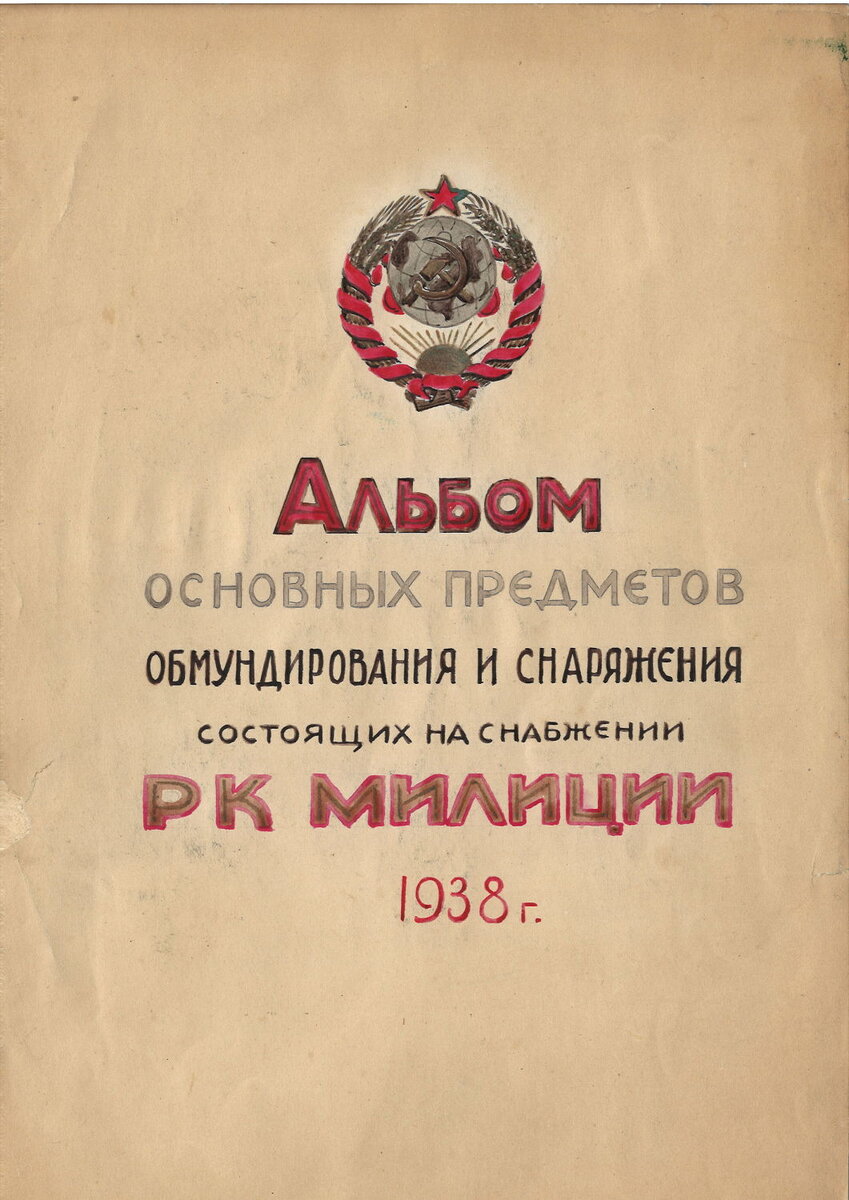 Альбом
ОСНОВНЫХ ПРЕДМЕТОВ
ОБМУНДИРОВАНИЯ И СНАРЯЖЕНИЯ
СОСТОЯЩИХ НА СНАБЖЕНИИ
РК МИЛИЦИИ
1938 г.